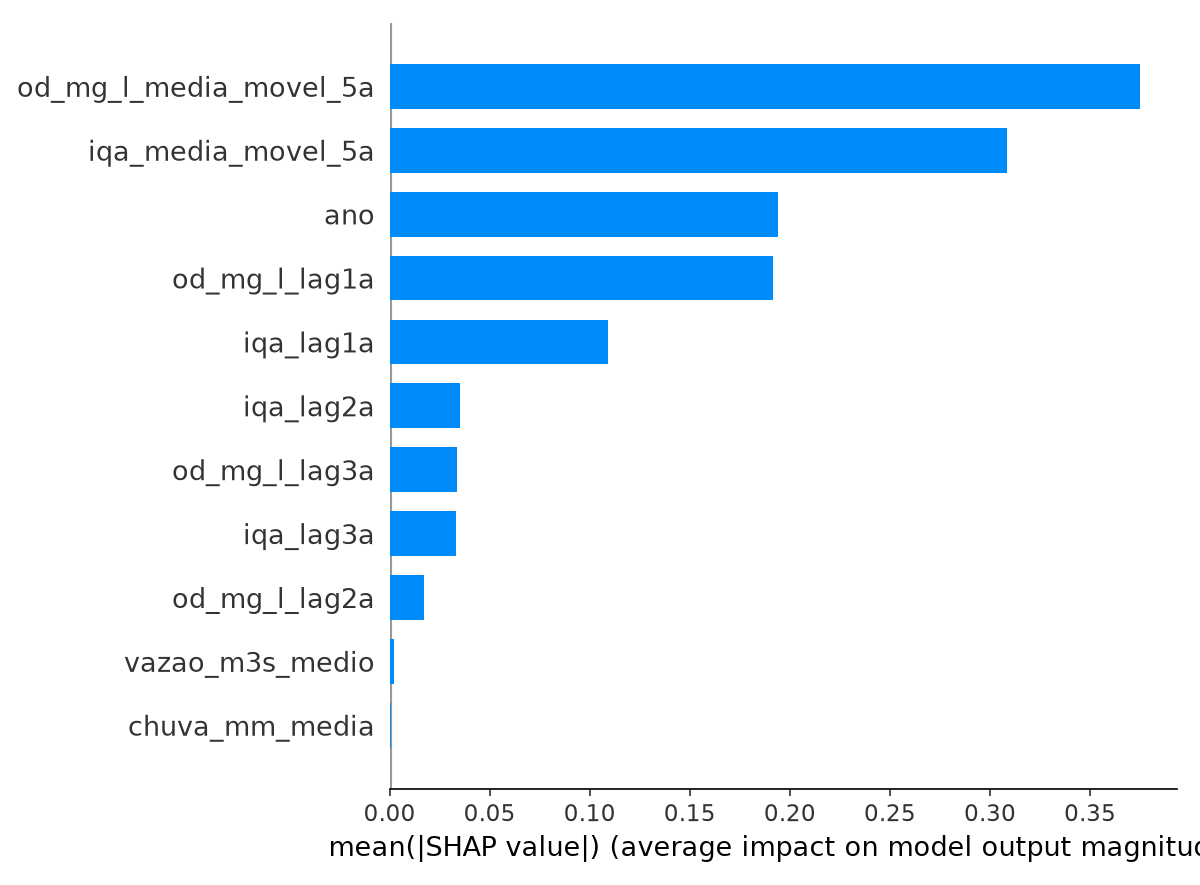 od_mg_l_media_movel_5a
iqa_media_movel_5a
ano
od_mg_l_lag1a
iqa_lag1a
iqa_lag2a
od_mg_l_lag3a
iqa_lag3a
od_mg_l_lag2a
vazao_m3s_medio
chuva_mm_media
0.00 0.05 0.10 0.15 0.20 0.25 0.30 0.35
mean(|SHAP value|) (average impact on model output magnitu